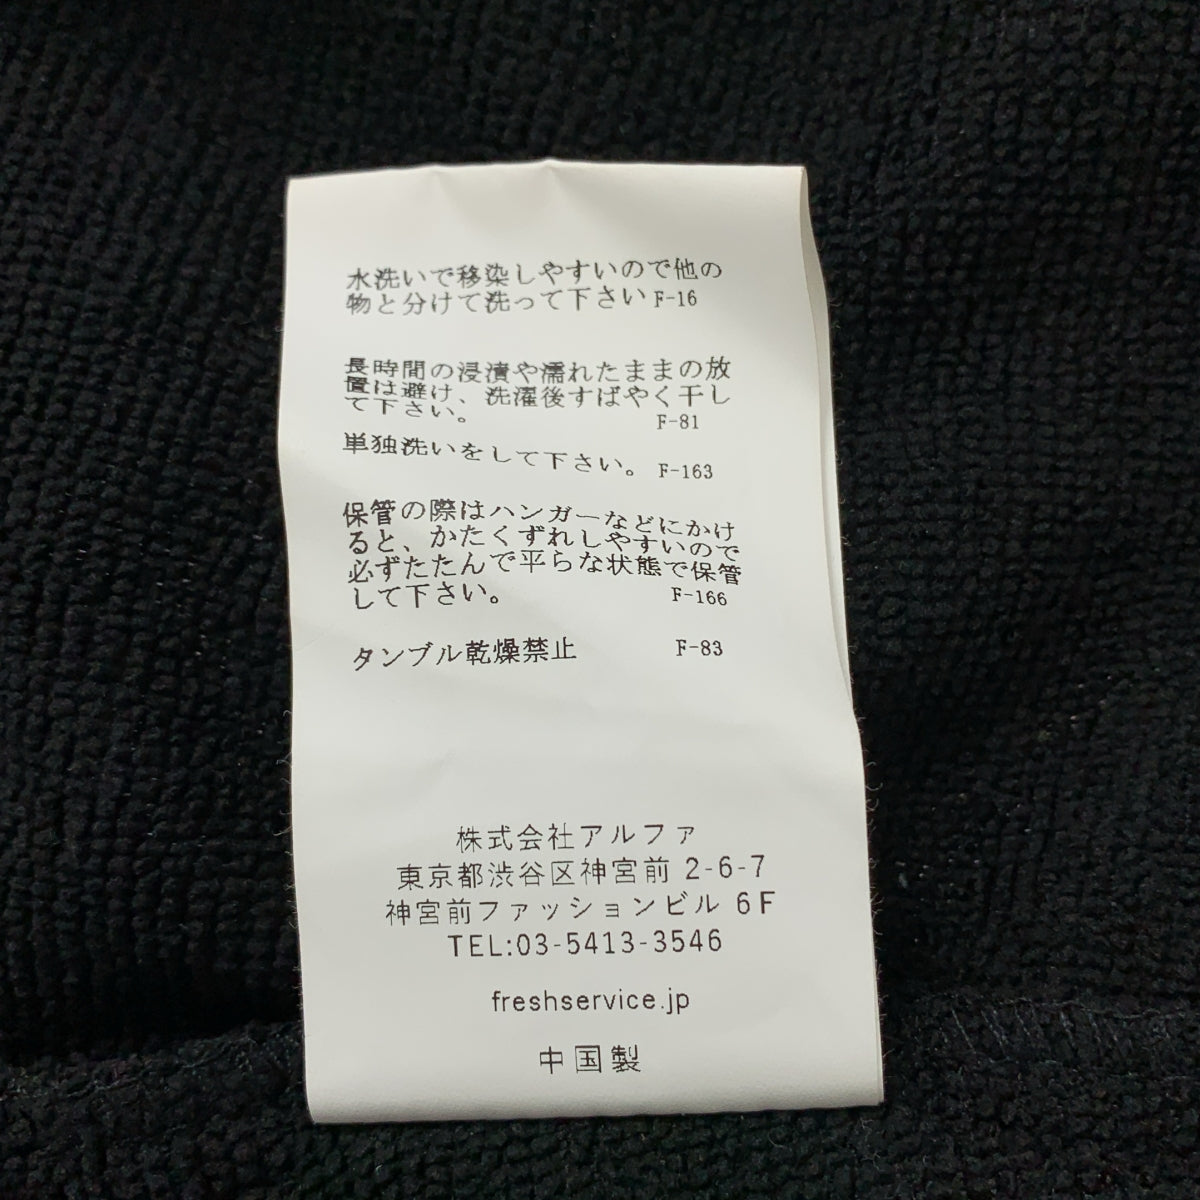 水洗いで移染しやすいので他の
物と分けて洗って下さい F-16
長時間の浸漬や濡れたままの放
置は避け、洗濯後すばやく干し
て下さい。 F-81
単独洗いをして下さい。 F-163
保管の際はハンガーなどにかけ
ると、かたくずれしやすいので
必ずたたんで平らな状態で保管
して下さい。 F-166
タンブル乾燥禁止 F-83
株式会社アルファ
東京都渋谷区神宮前 2-6-7
神宮前ファッションビル 6F
TEL:03-5413-3546
freshservice.jp
中国製